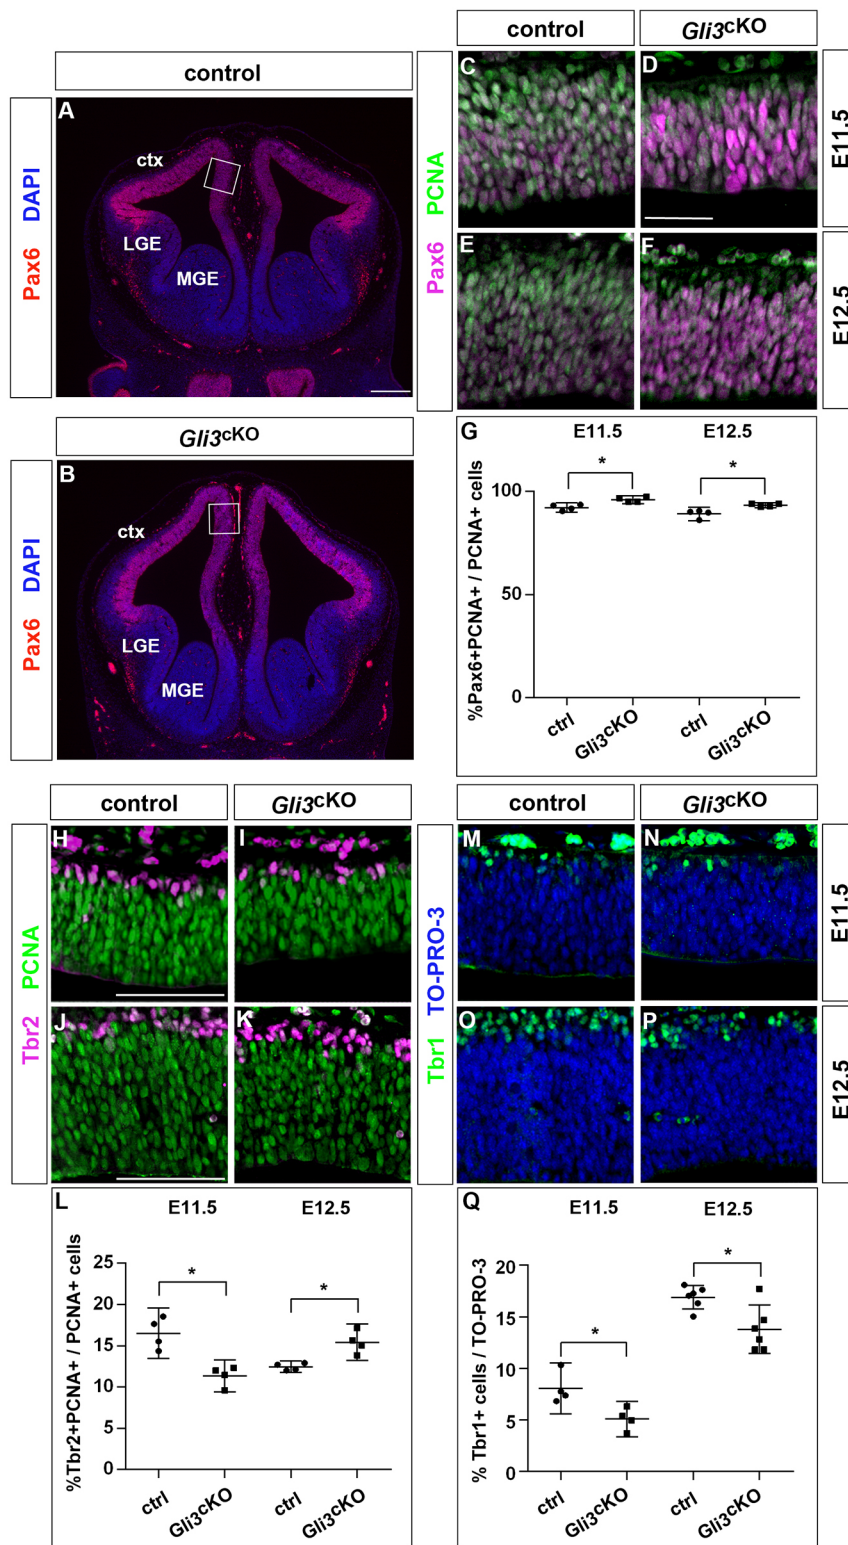 control
Gli3cKO
control
A
ctx
LGE
MGE
Pax6 DAPI
Pax6 PCNA
C
D
E11.5
E
F
E12.5
Gli3cKO
B
ctx
LGE
MGE
Pax6 DAPI
G
E11.5
E12.5
*
*
%Pax6+PCNA+ / PCNA+ cells
100
50
0
ctrl
Gli3cKO
ctrl
Gli3cKO
control
Gli3cKO
control
Gli3cKO
Tbr2 PCNA
H
I
J
K
Tbr1 TO-PRO-3
M
N
E11.5
O
P
E12.5
L
E11.5
E12.5
*
*
%Tbr2+PCNA+ / PCNA+ cells
25
20
15
10
5
0
ctrl
Gli3cKO
ctrl
Gli3cKO
Q
E11.5
E12.5
*
*
% Tbr1+ cells / TO-PRO-3
20
15
10
5
0
ctrl
Gli3cKO
ctrl
Gli3cKO